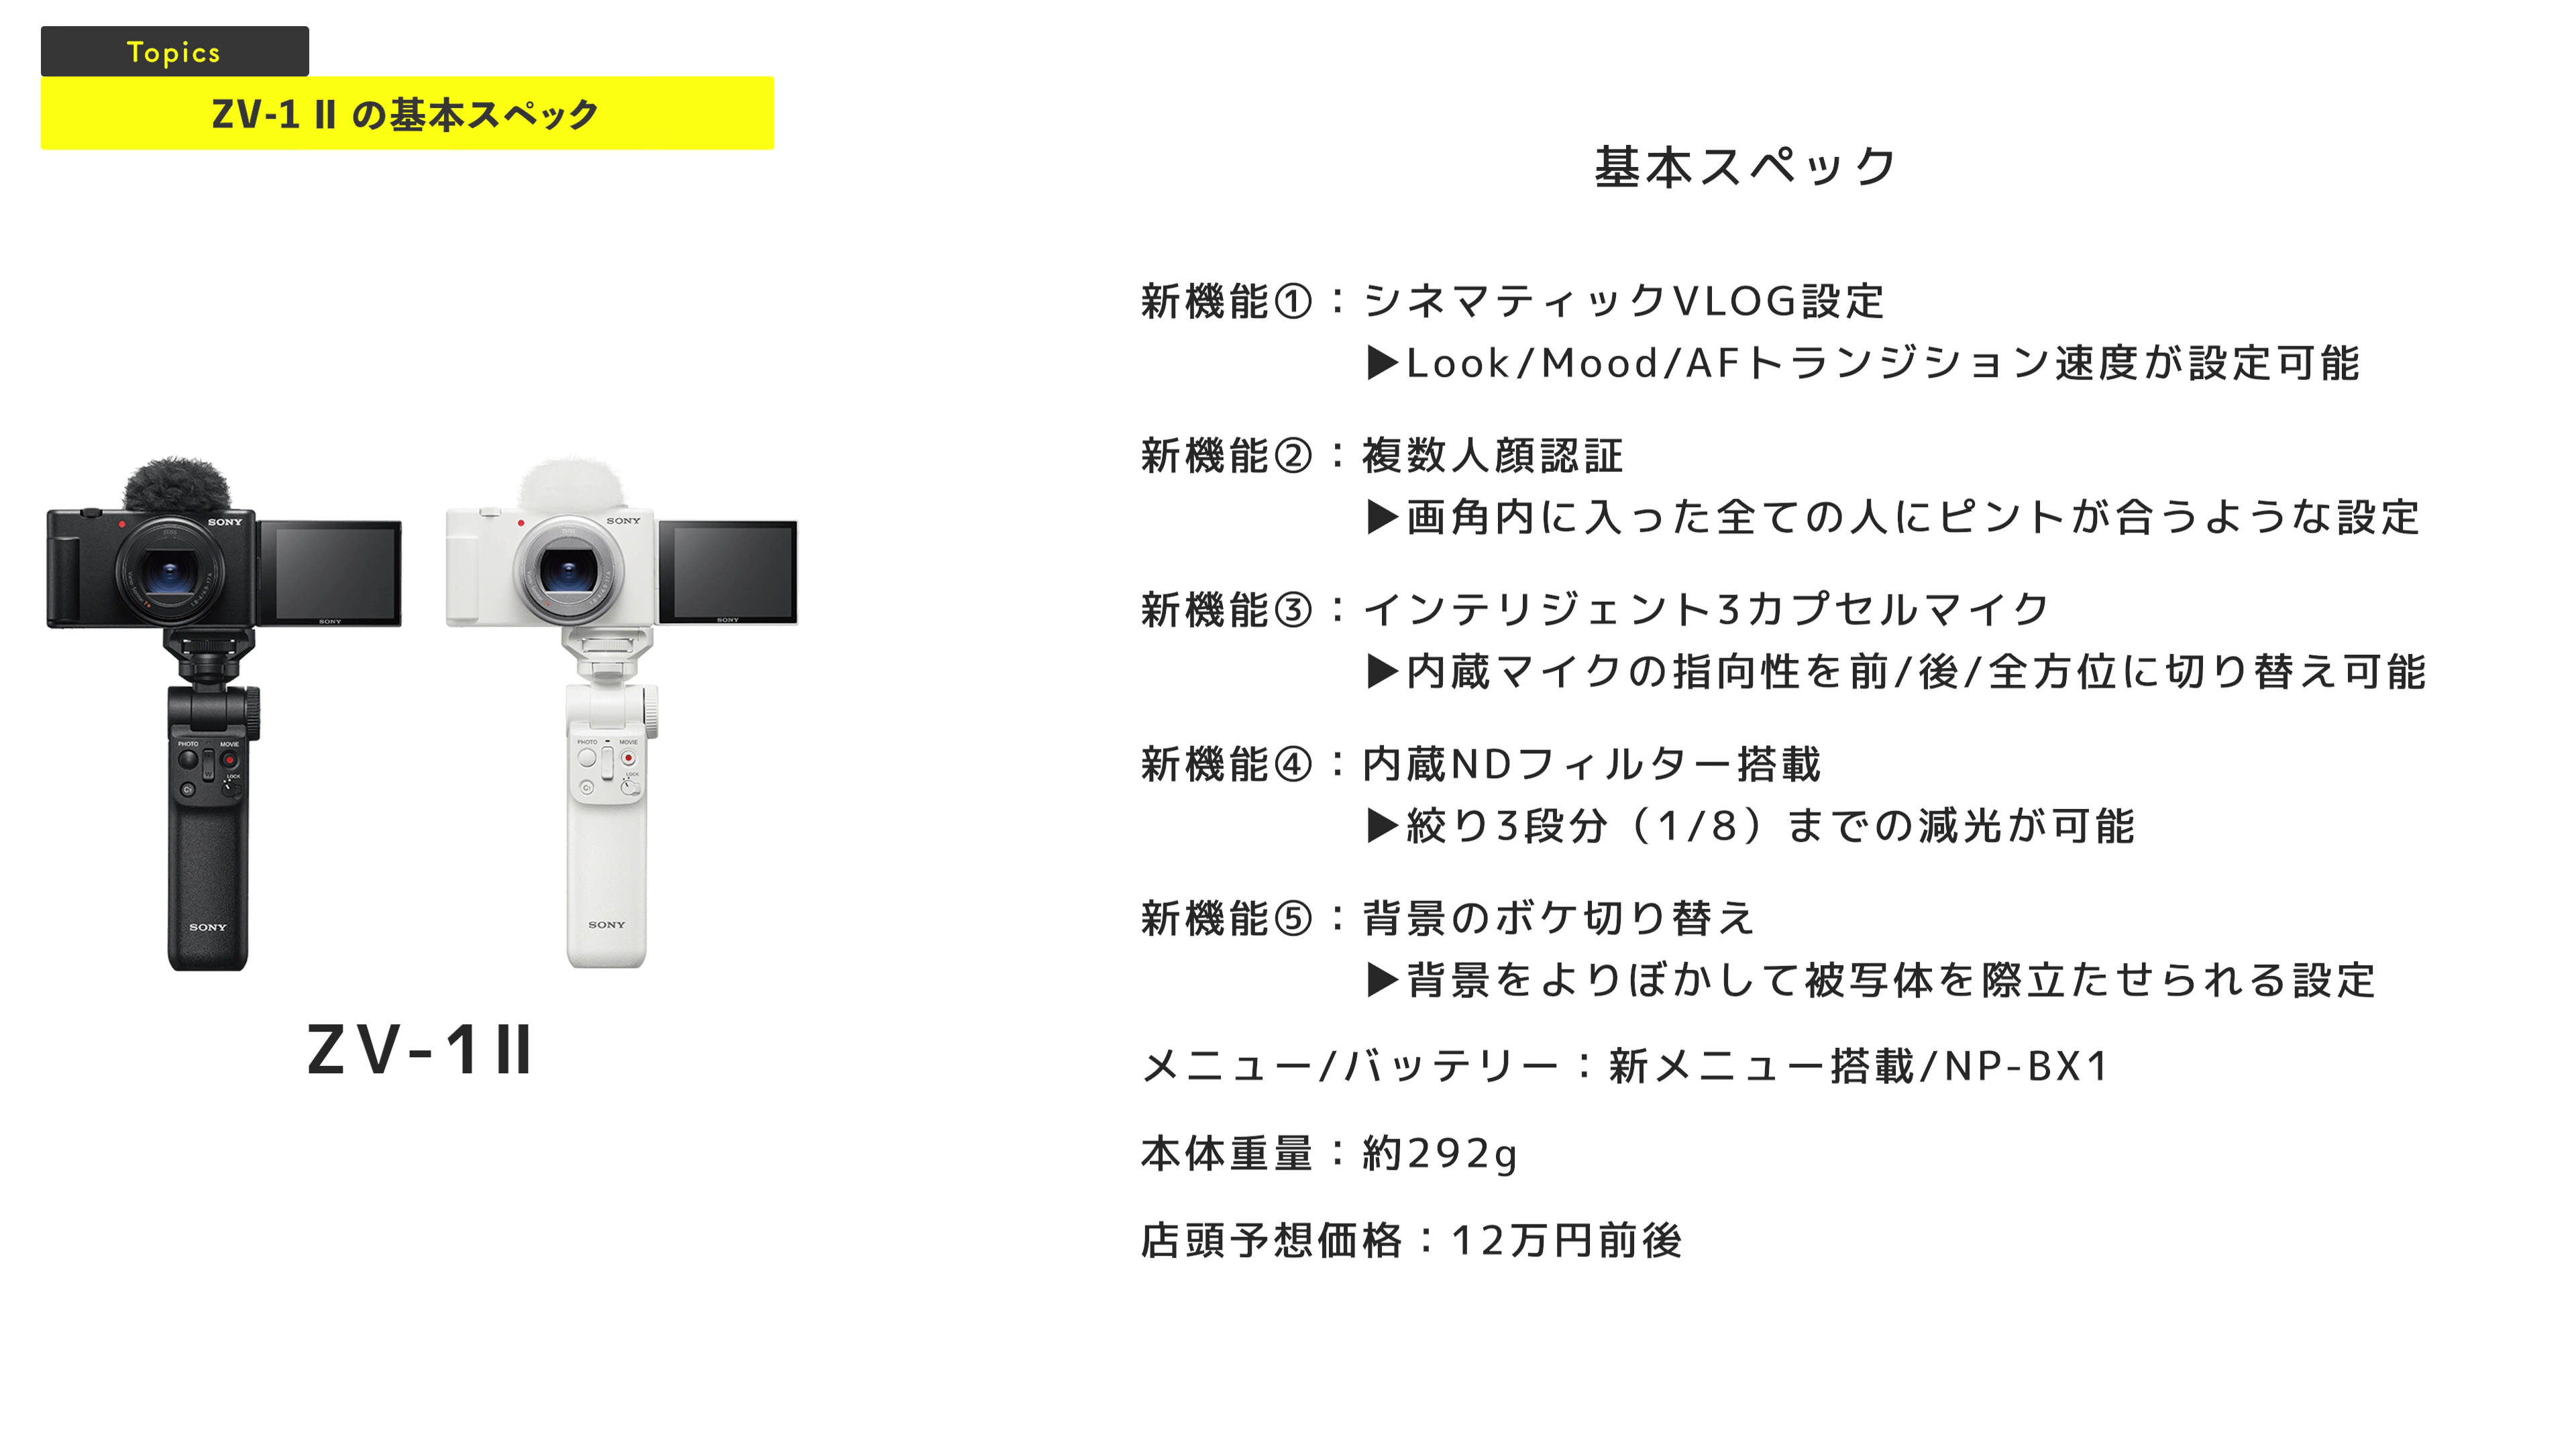 Topics
ZV-1 II の基本スペック
基本スペック
新機能①：シネマティックVLOG設定
▶Look/Mood/AFトランジション速度が設定可能
新機能②：複数人顔認証
▶画角内に入った全ての人にピントが合うような設定
新機能③：インテリジェント3カプセルマイク
▶内蔵マイクの指向性を前/後/全方位に切り替え可能
新機能④：内蔵NDフィルター搭載
▶絞り3段分（1/8）までの減光が可能
新機能⑤：背景のボケ切り替え
▶背景をよりぼかして被写体を際立たせられる設定
メニュー/バッテリー：新メニュー搭載/NP-BX1
本体重量：約292g
店頭予想価格：12万円前後
SONY
SONY
PHOTO MOVIE
LOCK
C1
SONY
SONY
SONY
PHOTO MOVIE
LOCK
C1
SONY
ZV-1II